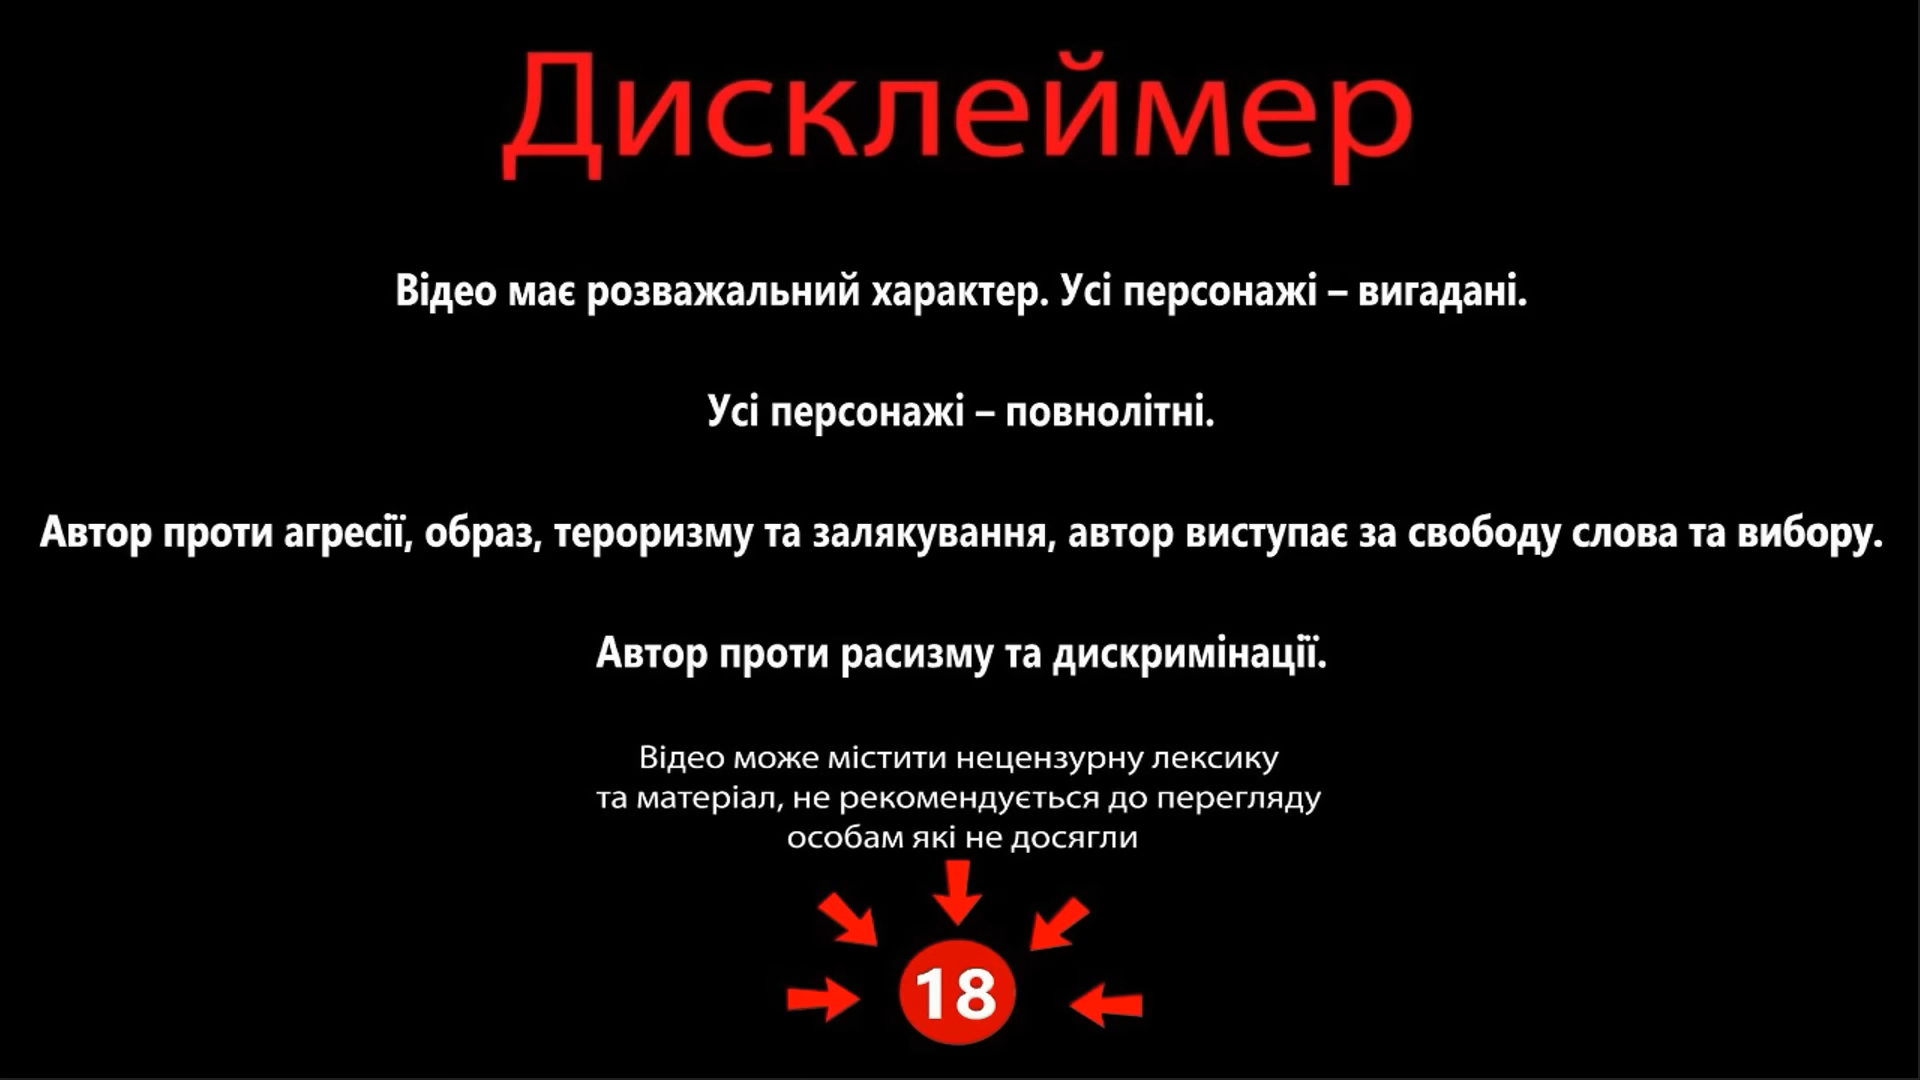 Дисклеймер
Відео має розважальний характер. Усі персонажі – вигадані.
Усі персонажі – повнолітні.
Автор проти агресії, образ, тероризму та залякування, автор виступає за свободу слова та вибору.
Автор проти расизму та дискримінації.
Відео може містити нецензурну лексику
та матеріал, не рекомендується до перегляду
особам які не досягли
18